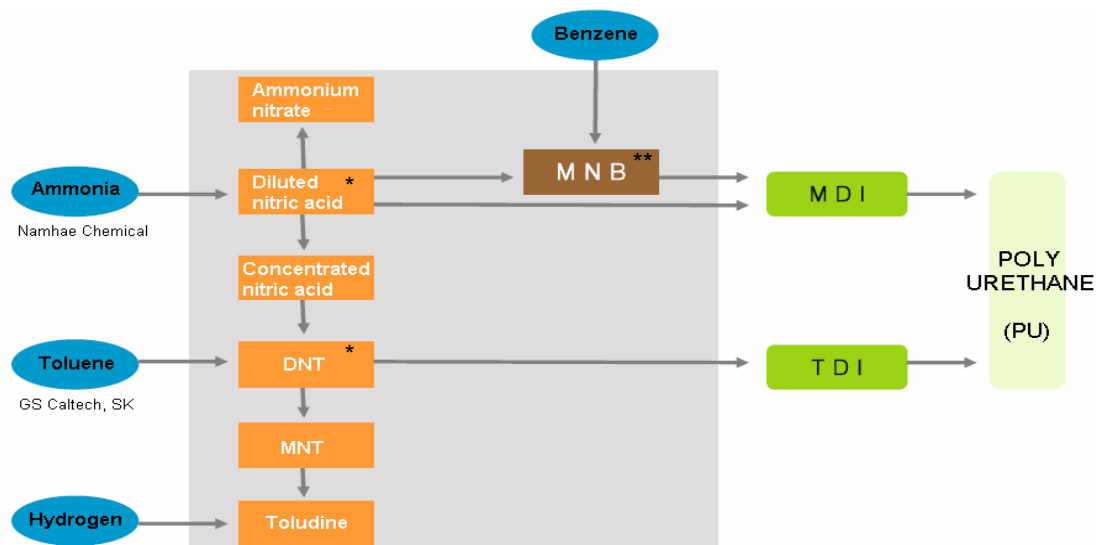 Benzene
Ammonium
nitrate
Ammonia
Namhae Chemical
Diluted *
nitric acid
M N B **
M D I
Concentrated
nitric acid
POLY
URETHANE
(PU)
Toluene
GS Caltech, SK
DNT *
T D I
MNT
Hydrogen
Toludine